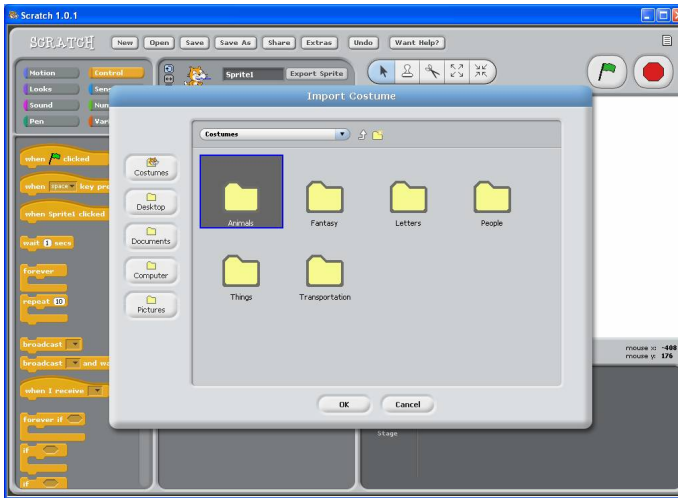 Scratch 1.0.1
SCRATCH New Open Save Save As Share Extras Undo Want Help?
Motion Control Sprite1 Export Sprite
Looks
Sound
Pen
Import Costume
Costumes
when clicked
when space key
when Sprite1 clicked
wait 1 secs
forever
repeat 10
broadcast
broadcast and
when I receive
forever if
if
if
Costumes
Desktop
Documents
Computer
Pictures
Animals Fantasy Letters People
Things Transportation
OK Cancel
mouse x: -408
mouse y: 176
Stage